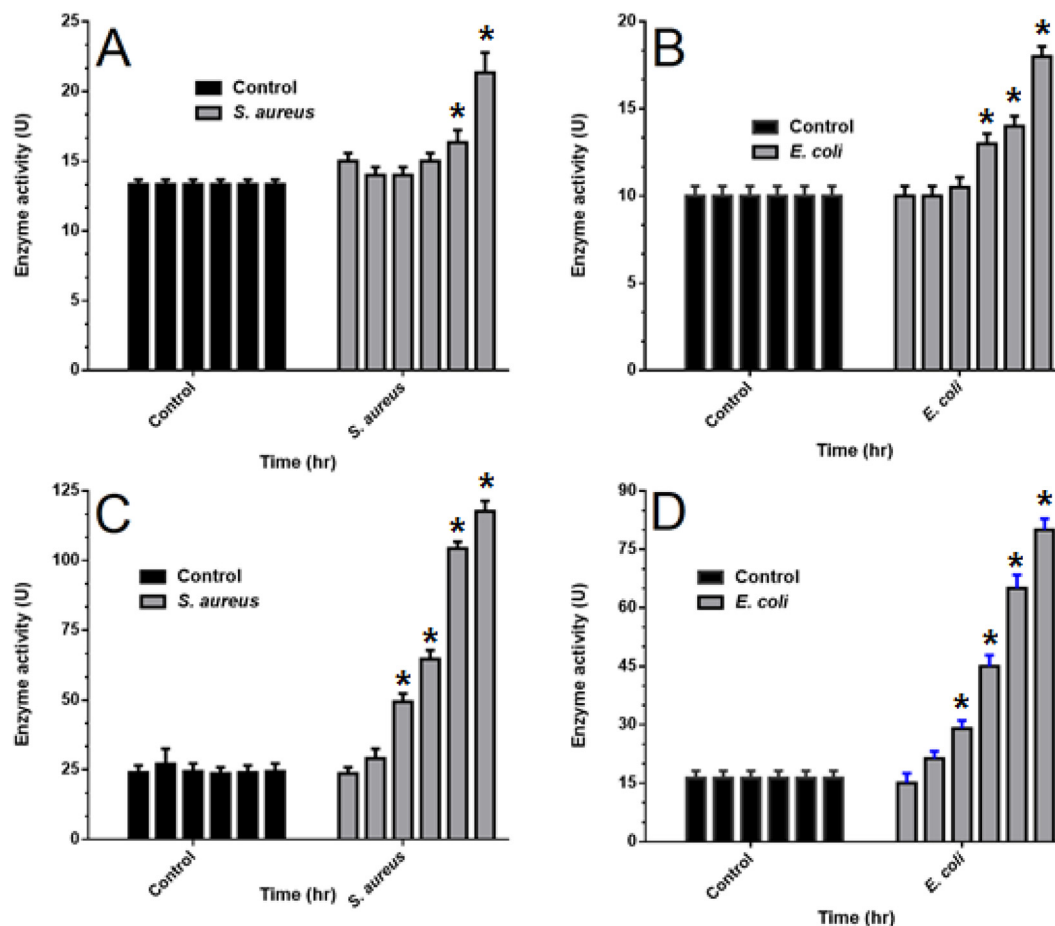 A
25
20
15
10
5
0
Enzyme activity (U)
Control
S. aureus
*
*
Control
S. aureus
Time (hr)
B
20
15
10
5
0
Enzyme activity (U)
Control
E. coli
*
*
*
Control
E. coli
Time (hr)
C
125
100
75
50
25
0
Enzyme activity (U)
Control
S. aureus
*
*
*
*
Control
S. aureus
Time (hr)
D
90
75
60
45
30
15
0
Enzyme activity (U)
Control
E. coli
*
*
*
*
Control
E. coli
Time (hr)